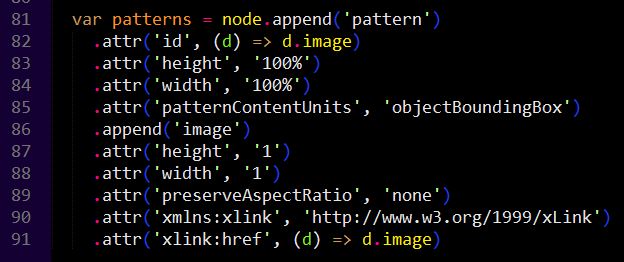 81 var patterns = node.append('pattern')
82 .attr('id', (d) => d.image)
83 .attr('height', '100%')
84 .attr('width', '100%')
85 .attr('patternContentUnits', 'objectBoundingBox')
86 .append('image')
87 .attr('height', '1')
88 .attr('width', '1')
89 .attr('preserveAspectRatio', 'none')
90 .attr('xmlns:xlink', 'http://www.w3.org/1999/xLink')
91 .attr('xlink:href', (d) => d.image)